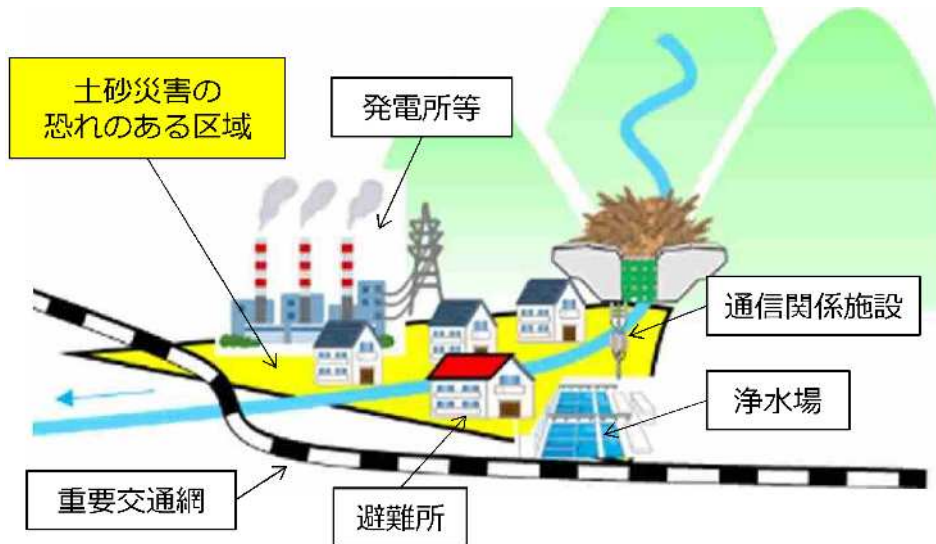 土砂災害の
恐れのある区域
発電所等
通信関係施設
浄水場
重要交通網
避難所